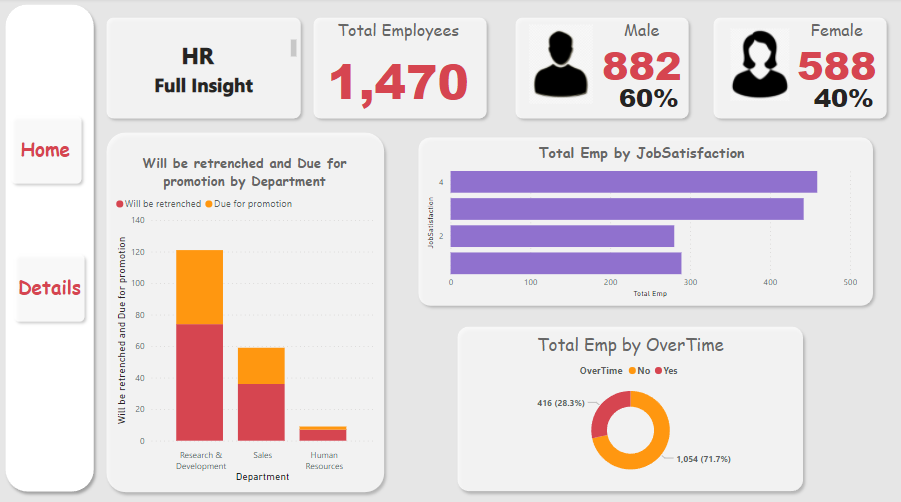 HR
Full Insight
Total Employees
1,470
Male
882
60%
Female
588
40%
Home
Details
Will be retrenched and Due for
promotion by Department
Will be retrenched Due for promotion
Will be retrenched and Due for promotion
140
120
100
80
60
40
20
0
Research &
Development
Sales
Human
Resources
Department
Total Emp by JobSatisfaction
JobSatisfaction
4
2
0
100
200
300
400
500
Total Emp
Total Emp by OverTime
OverTime No Yes
416 (28.3%)
1,054 (71.7%)